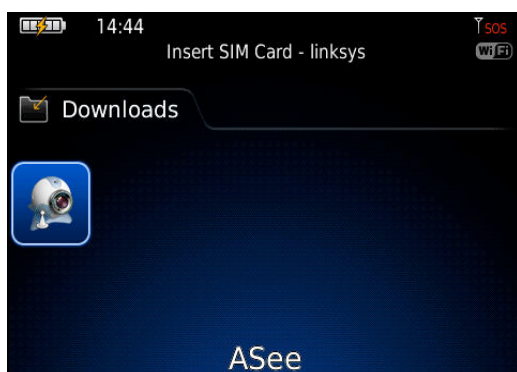 14:44
SOS
Insert SIM Card - linksys
WiFi
Downloads
ASee